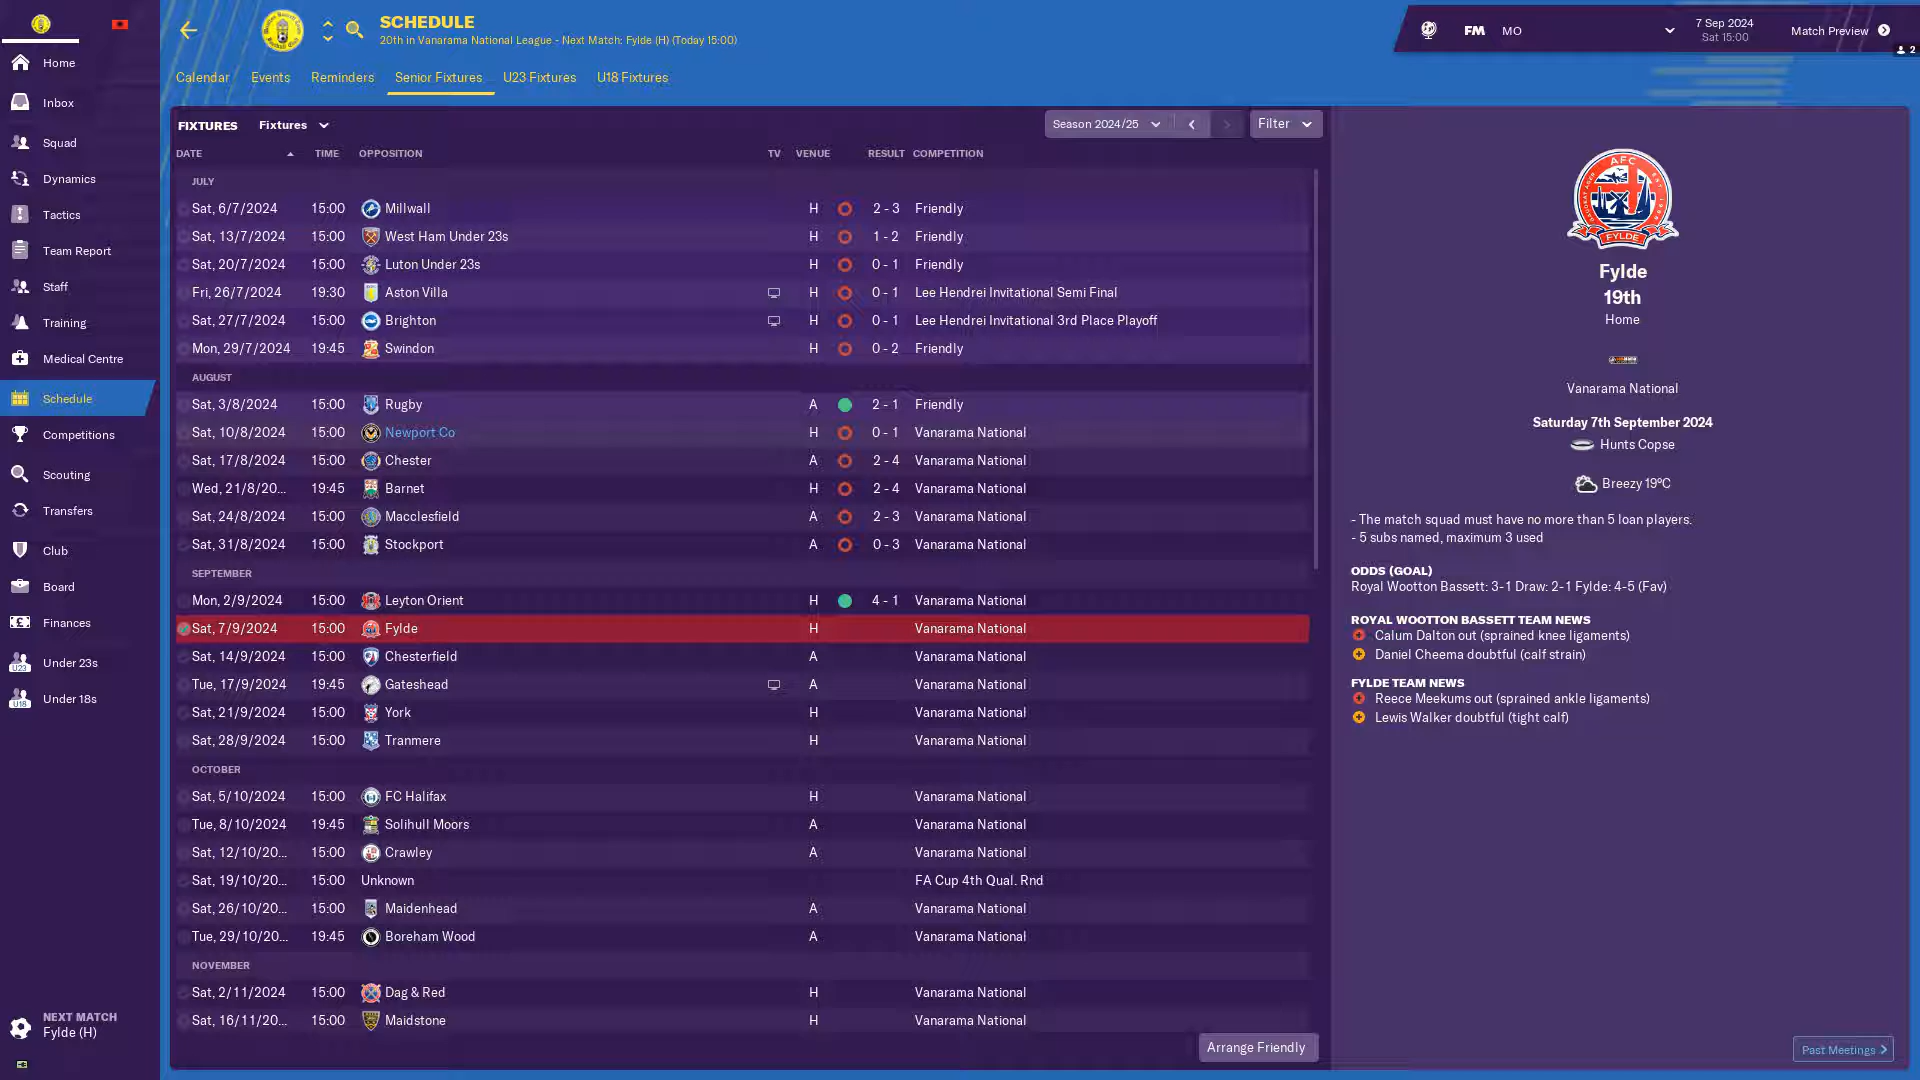 SCHEDULE
20th in Vanarama National League - Next Match: Fylde (H) (Today 15:00)
FM MO
7 Sep 2024
Sat 15:00
Match Preview
2
Home
Inbox
Squad
Dynamics
Tactics
Team Report
Staff
Training
Medical Centre
Schedule
Competitions
Scouting
Transfers
Club
Board
Finances
U23 Under 23s
U18 Under 18s
NEXT MATCH
Fylde (H)
Calendar Events Reminders Senior Fixtures U23 Fixtures U18 Fixtures
FIXTURES Fixtures Season 2024/25 Filter
DATE TIME OPPOSITION TV VENUE RESULT COMPETITION
JULY
Sat, 6/7/2024 15:00 Millwall H 2 - 3 Friendly
Sat, 13/7/2024 15:00 West Ham Under 23s H 1 - 2 Friendly
Sat, 20/7/2024 15:00 Luton Under 23s H 0 - 1 Friendly
Fri, 26/7/2024 19:30 Aston Villa H 0 - 1 Lee Hendrei Invitational Semi Final
Sat, 27/7/2024 15:00 Brighton H 0 - 1 Lee Hendrei Invitational 3rd Place Playoff
Mon, 29/7/2024 19:45 Swindon H 0 - 2 Friendly
AUGUST
Sat, 3/8/2024 15:00 Rugby A 2 - 1 Friendly
Sat, 10/8/2024 15:00 Newport Co H 0 - 1 Vanarama National
Sat, 17/8/2024 15:00 Chester A 2 - 4 Vanarama National
Wed, 21/8/20... 19:45 Barnet H 2 - 4 Vanarama National
Sat, 24/8/2024 15:00 Macclesfield A 2 - 3 Vanarama National
Sat, 31/8/2024 15:00 Stockport A 0 - 3 Vanarama National
SEPTEMBER
Mon, 2/9/2024 15:00 Leyton Orient H 4 - 1 Vanarama National
Sat, 7/9/2024 15:00 Fylde H Vanarama National
Sat, 14/9/2024 15:00 Chesterfield A Vanarama National
Tue, 17/9/2024 19:45 Gateshead A Vanarama National
Sat, 21/9/2024 15:00 York H Vanarama National
Sat, 28/9/2024 15:00 Tranmere H Vanarama National
OCTOBER
Sat, 5/10/2024 15:00 FC Halifax H Vanarama National
Tue, 8/10/2024 19:45 Solihull Moors A Vanarama National
Sat, 12/10/20... 15:00 Crawley A Vanarama National
Sat, 19/10/20... 15:00 Unknown FA Cup 4th Qual. Rnd
Sat, 26/10/20... 15:00 Maidenhead A Vanarama National
Tue, 29/10/20... 19:45 Boreham Wood A Vanarama National
NOVEMBER
Sat, 2/11/2024 15:00 Dag & Red H Vanarama National
Sat, 16/11/20... 15:00 Maidstone H Vanarama National
Arrange Friendly
AFC
FYLDE
Fylde
19th
Home
Vanarama National
Saturday 7th September 2024
Hunts Copse
Breezy 19ºC
- The match squad must have no more than 5 loan players.
- 5 subs named, maximum 3 used
ODDS (GOAL)
Royal Wootton Bassett: 3-1 Draw: 2-1 Fylde: 4-5 (Fav)
ROYAL WOOTTON BASSETT TEAM NEWS
Calum Dalton out (sprained knee ligaments)
Daniel Cheema doubtful (calf strain)
FYLDE TEAM NEWS
Reece Meekums out (sprained ankle ligaments)
Lewis Walker doubtful (tight calf)
Past Meetings